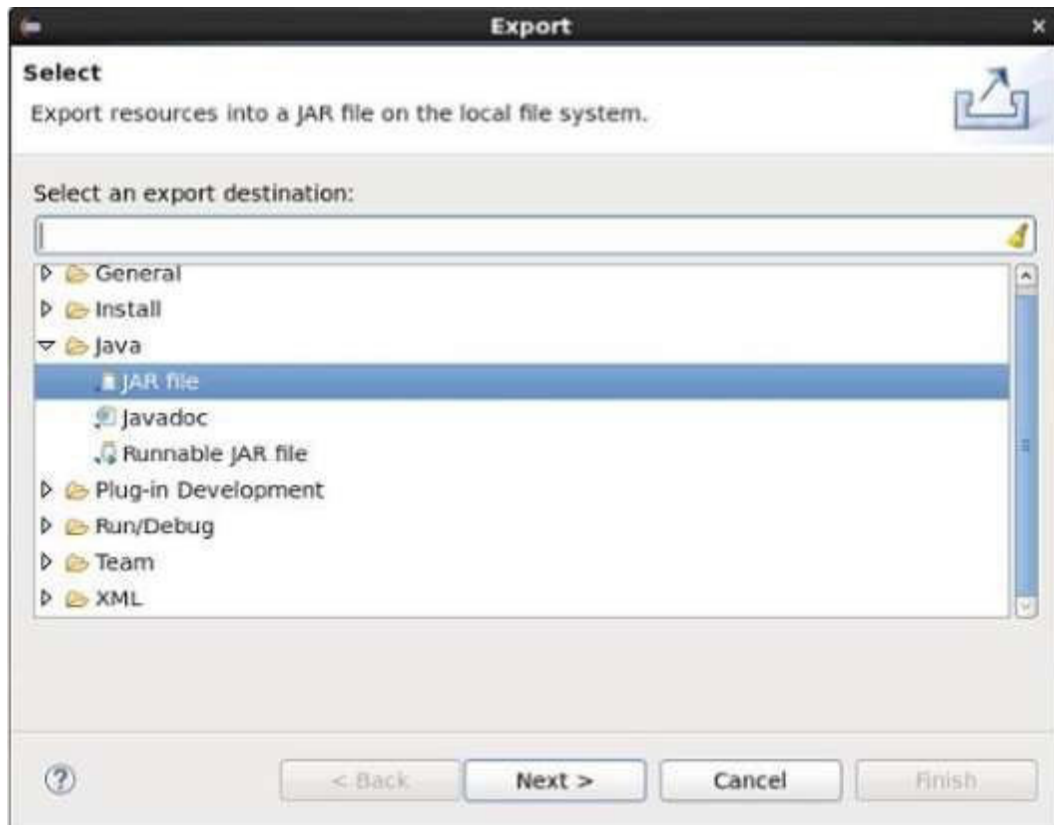 Export
Select
Export resources into a JAR file on the local file system.
Select an export destination:
General
Install
Java
JAR file
Javadoc
Runnable JAR file
Plug-in Development
Run/Debug
Team
XML
?
< Back
Next >
Cancel
Finish